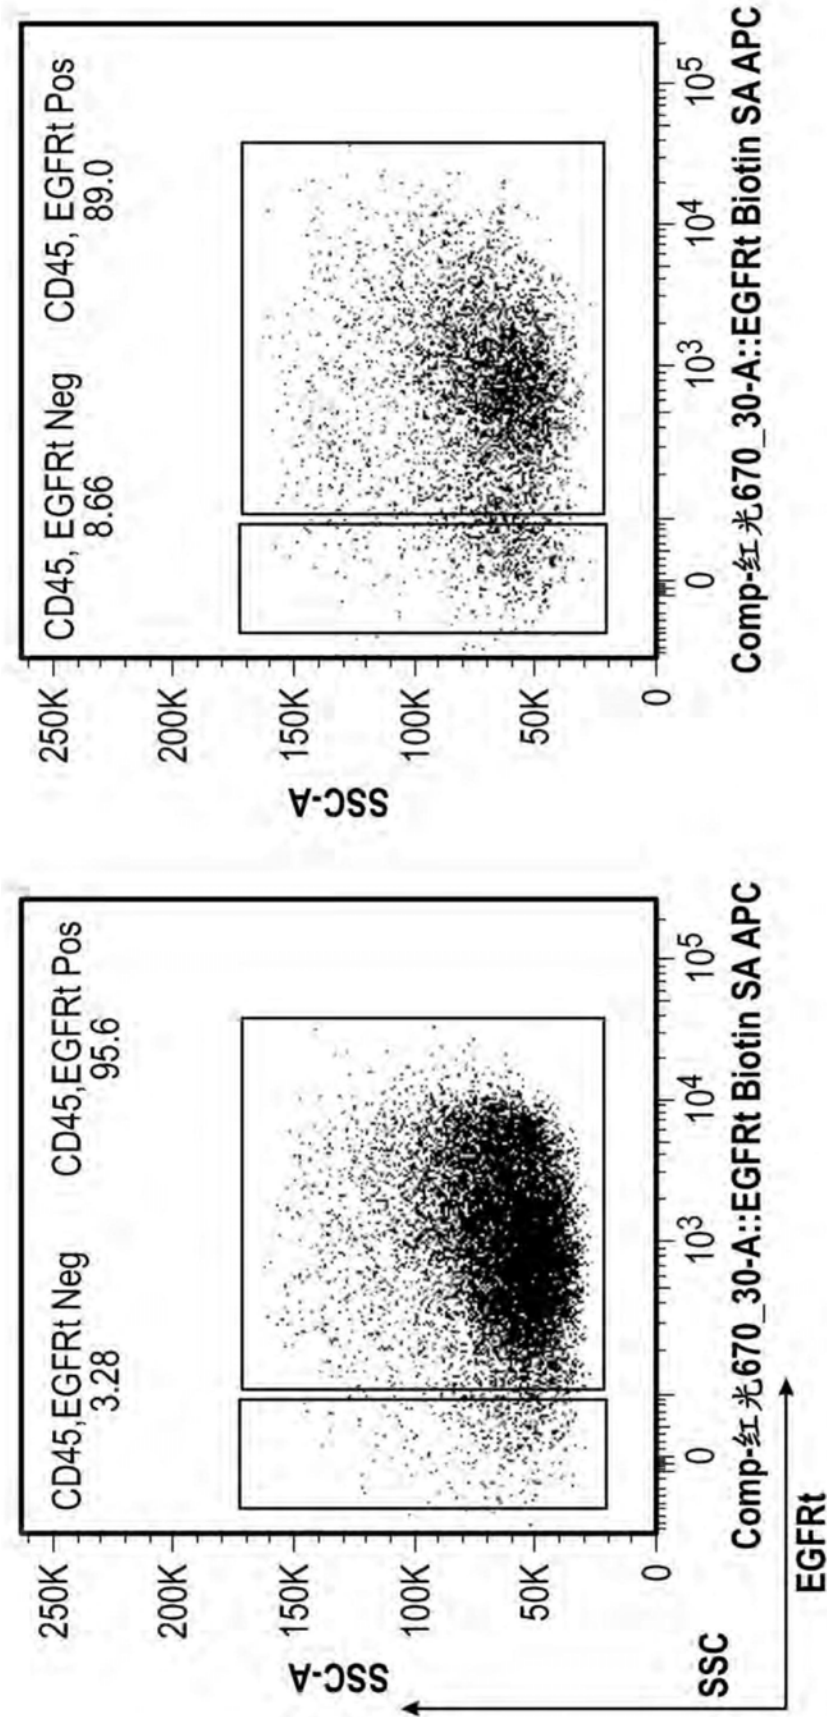 CD45,EGFRt Neg CD45,EGFRt Pos
3.28 95.6
250K
200K
150K
100K
50K
0
SSC-A
0 10³ 10⁴ 10⁵
Comp-红光670_30-A::EGFRt Biotin SA APC
SSC
EGFRt
CD45, EGFRt Neg CD45, EGFRt Pos
8.66 89.0
250K
200K
150K
100K
50K
0
SSC-A
0 10³ 10⁴ 10⁵
Comp-红光670_30-A::EGFRt Biotin SA APC